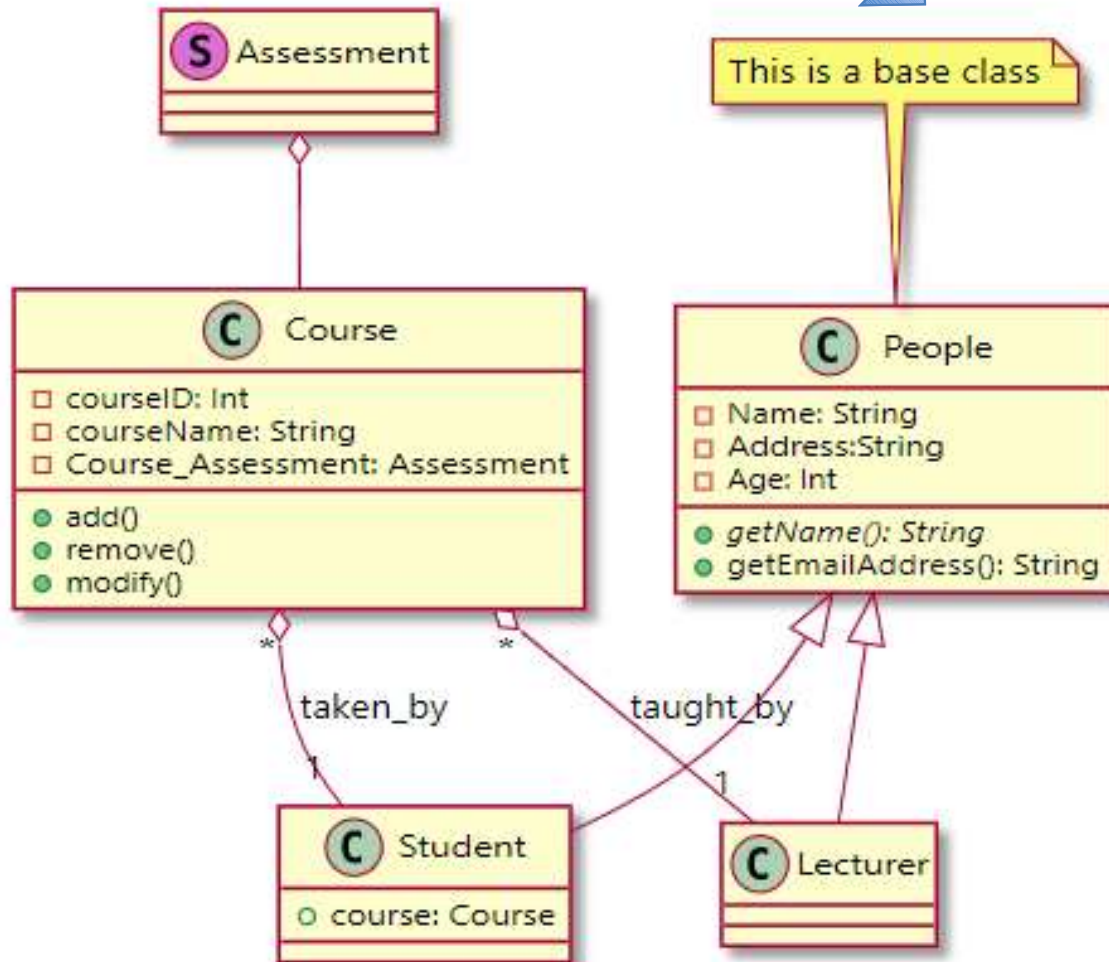 S Assessment
This is a base class
C Course
courseID: Int
courseName: String
Course_Assessment: Assessment
add()
remove()
modify()
C People
Name: String
Address:String
Age: Int
getName(): String
getEmailAddress(): String
*
*
taken_by
taught_by
1
1
C Student
course: Course
C Lecturer